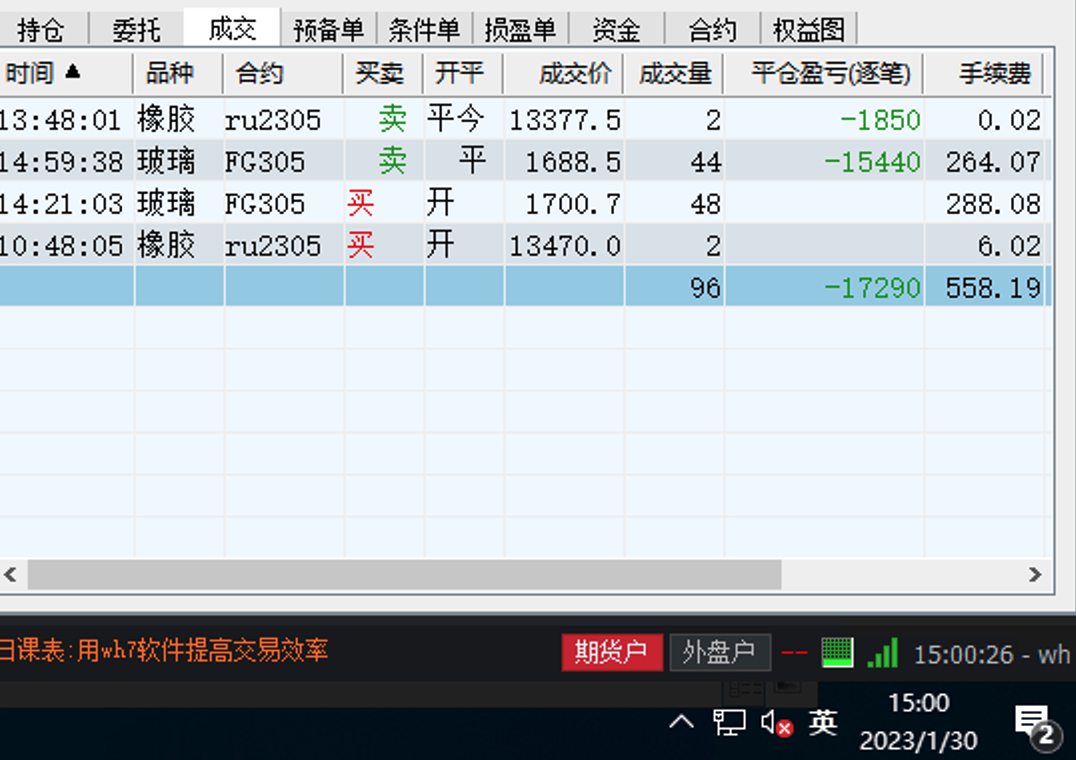 持仓 委托 成交 预备单 条件单 损盈单 资金 合约 权益图
时间 ▲ 品种 合约 买卖 开平 成交价 成交量 平仓盈亏(逐笔) 手续费
13:48:01 橡胶 ru2305 卖 平今 13377.5 2 -1850 0.02
14:59:38 玻璃 FG305 卖 平 1688.5 44 -15440 264.07
14:21:03 玻璃 FG305 买 开 1700.7 48 288.08
10:48:05 橡胶 ru2305 买 开 13470.0 2 6.02
96 -17290 558.19
日课表:用wh7软件提高交易效率 期货户 外盘户 -- 15:00:26 - wh
英 15:00 2
2023/1/30